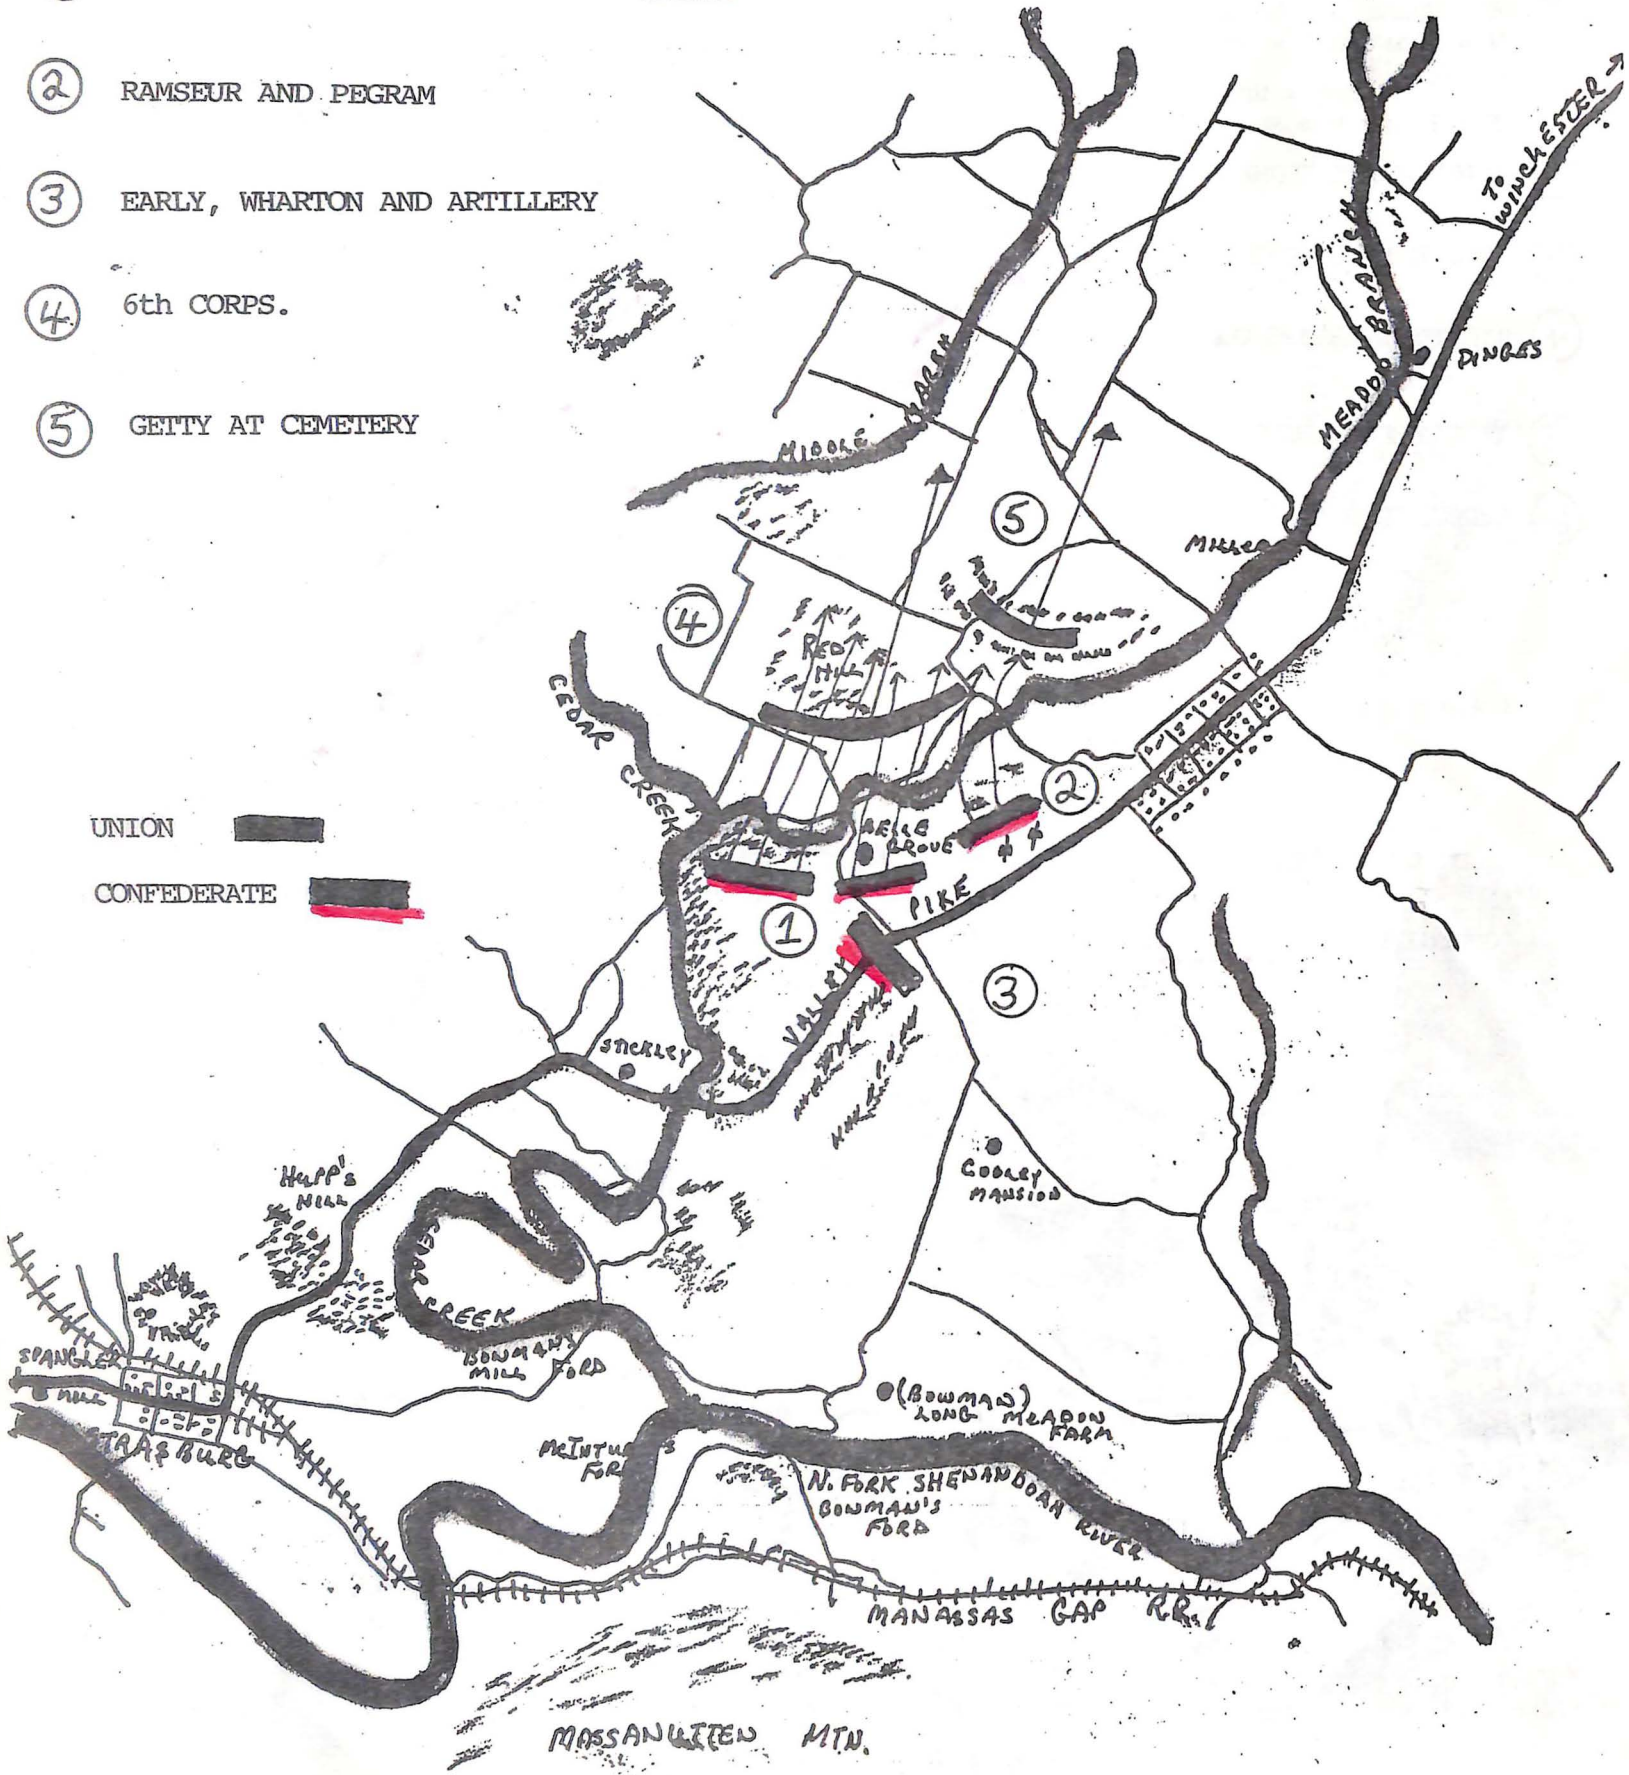 ② RAMSEUR AND PEGRAM
③ EARLY, WHARTON AND ARTILLERY
④ 6th CORPS.
⑤ GETTY AT CEMETERY
UNION
CONFEDERATE
TO
WINCHESTER →
MEADOW BRANCH
DINGES
MIDDLE MARSH
⑤
MILLER
④
RED
HILL
CEDAR CREEK
②
BELLE
GROVE
VALLEY PIKE
①
③
STICKLEY
COOLEY
MANSION
HUPP'S
HILL
CEDAR CREEK
BOWMAN'S
MILL FORD
SPANGLER
MILL
STRASBURG
(BOWMAN)
LONG MEADON
FARM
FORD
N. FORK SHENANDOAH RIVER
BOWMAN'S
FORD
MANASSAS GAP R.R.
MASSANUTTEN MTN.